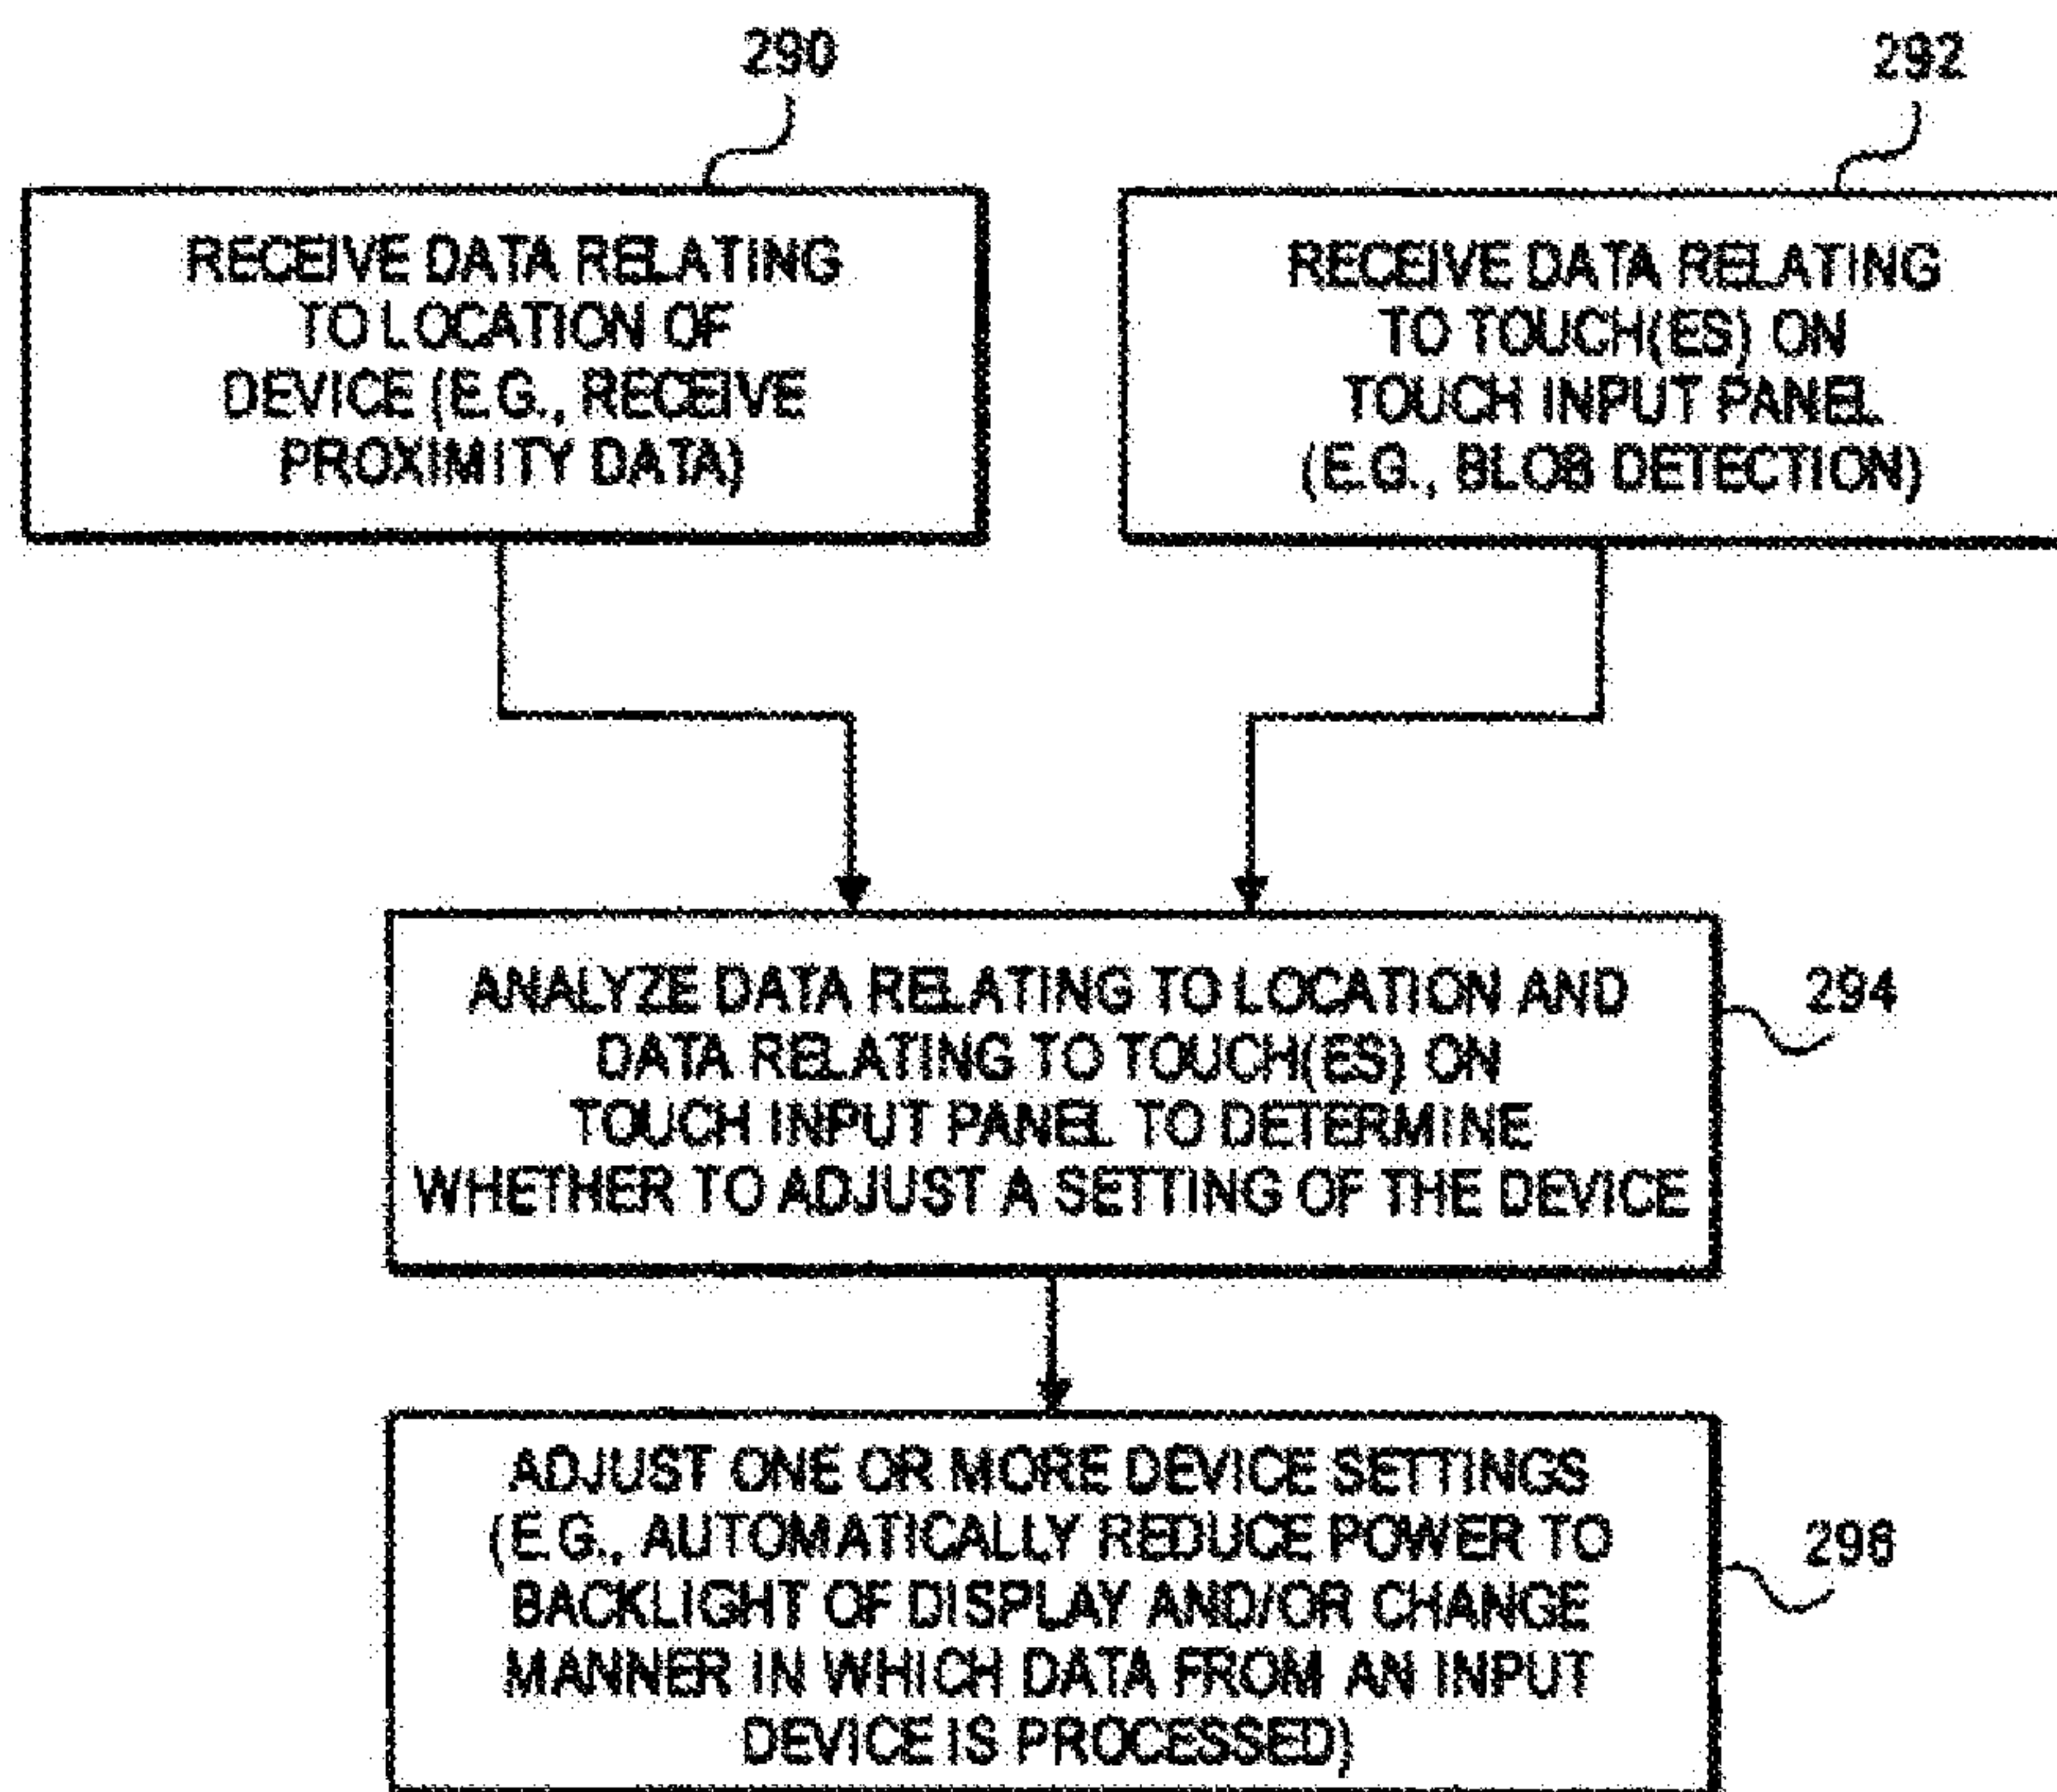 290
RECEIVE DATA RELATING
TO LOCATION OF
DEVICE (E.G., RECEIVE
PROXIMITY DATA)
292
RECEIVE DATA RELATING
TO TOUCH(ES) ON
TOUCH INPUT PANEL
(E.G., BLOB DETECTION)
ANALYZE DATA RELATING TO LOCATION AND
DATA RELATING TO TOUCH(ES) ON
TOUCH INPUT PANEL TO DETERMINE
WHETHER TO ADJUST A SETTING OF THE DEVICE
294
ADJUST ONE OR MORE DEVICE SETTINGS
(E.G., AUTOMATICALLY REDUCE POWER TO
BACKLIGHT OF DISPLAY AND/OR CHANGE
MANNER IN WHICH DATA FROM AN INPUT
DEVICE IS PROCESSED)
296